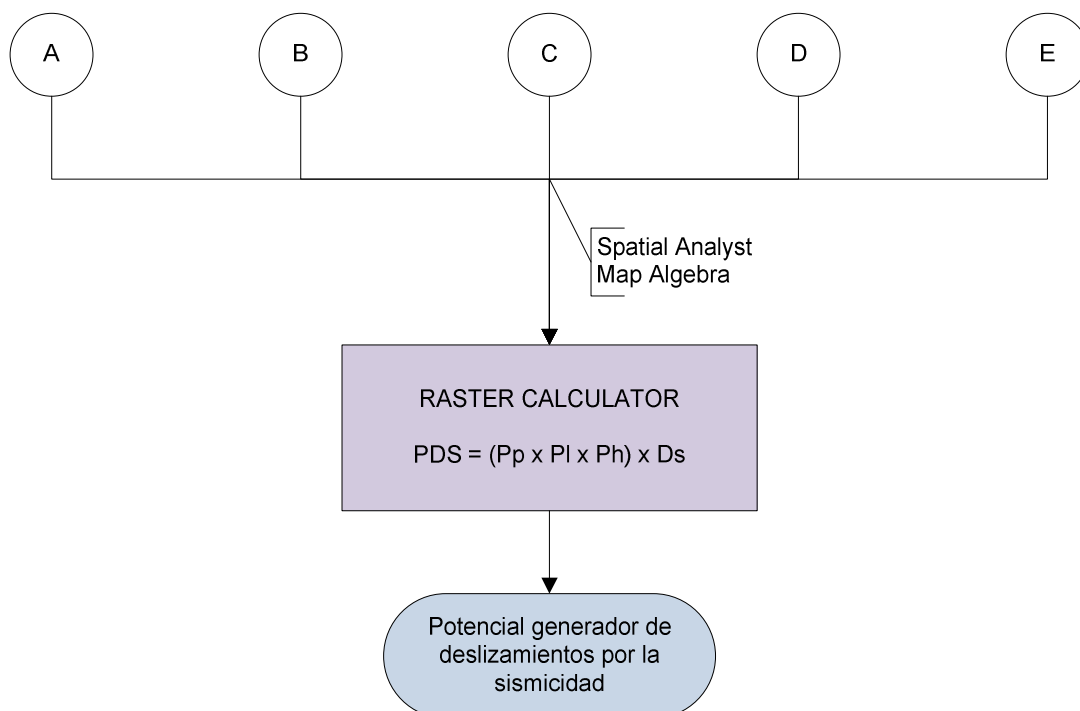 A
B
C
D
E
Spatial Analyst
Map Algebra
RASTER CALCULATOR
PDS = (Pp x Pl x Ph) x Ds
Potencial generador de
deslizamientos por la
sismicidad